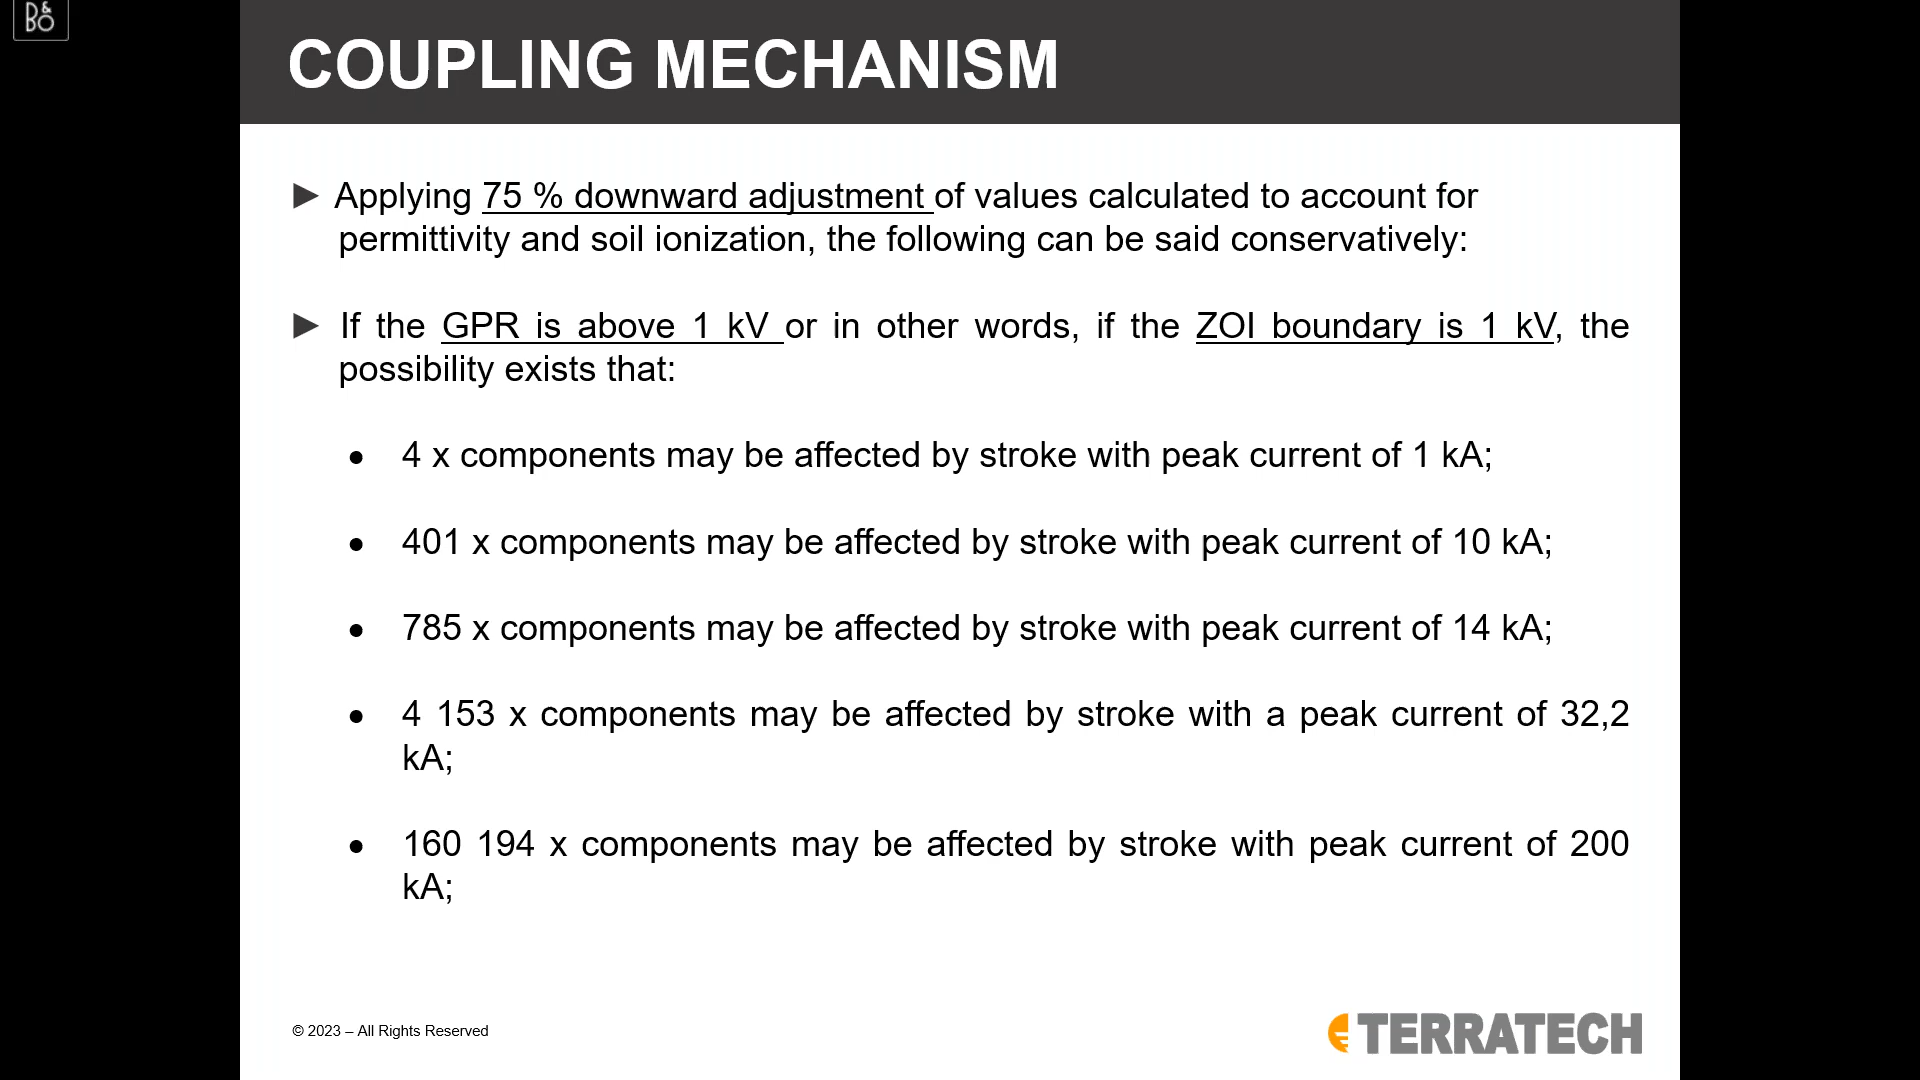 B&O
COUPLING MECHANISM
► Applying 75 % downward adjustment of values calculated to account for
permittivity and soil ionization, the following can be said conservatively:
► If the GPR is above 1 kV or in other words, if the ZOI boundary is 1 kV, the
possibility exists that:
● 4 x components may be affected by stroke with peak current of 1 kA;
● 401 x components may be affected by stroke with peak current of 10 kA;
● 785 x components may be affected by stroke with peak current of 14 kA;
● 4 153 x components may be affected by stroke with a peak current of 32,2
kA;
● 160 194 x components may be affected by stroke with peak current of 200
kA;
© 2023 – All Rights Reserved
TERRATECH